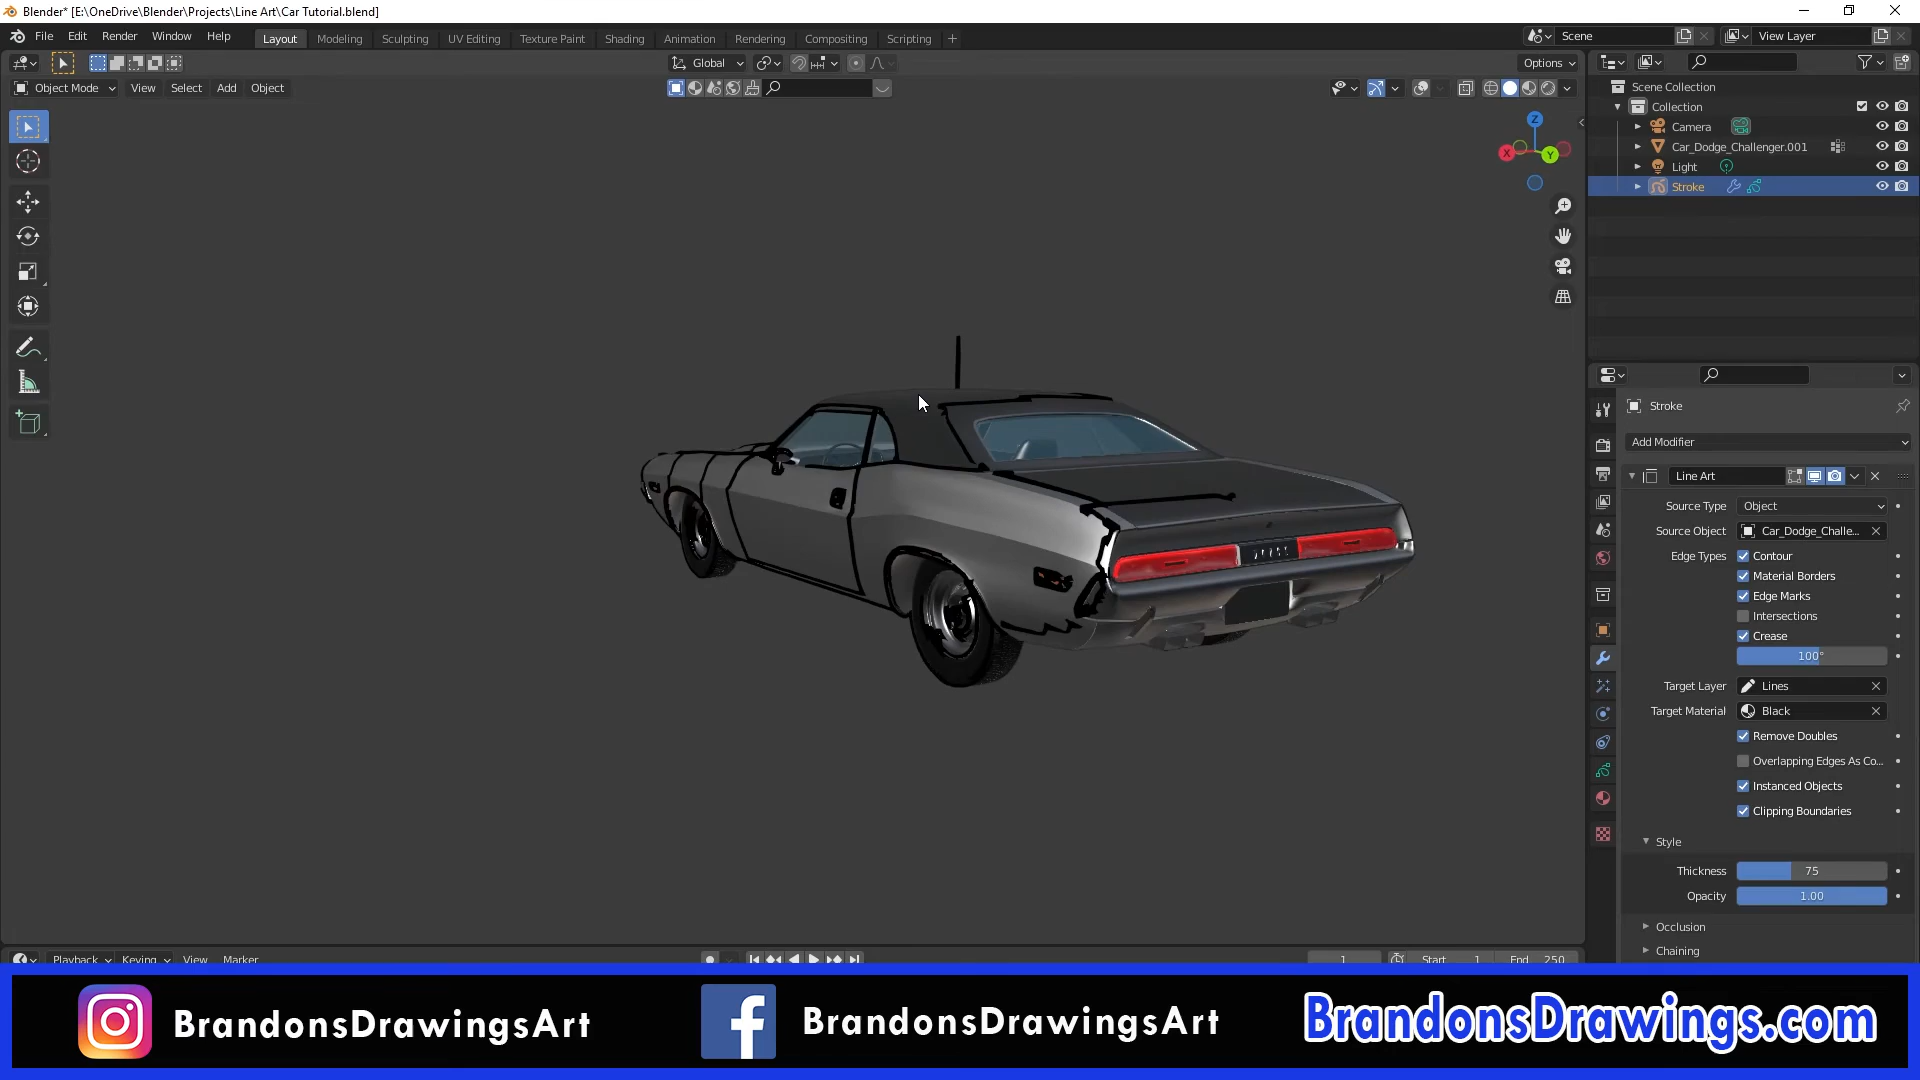 Blender* [E:\OneDrive\Blender\Projects\Line Art\Car Tutorial.blend]
File Edit Render Window Help Layout Modeling Sculpting UV Editing Texture Paint Shading Animation Rendering Compositing Scripting + Scene View Layer
Global Options
Object Mode View Select Add Object
Scene Collection
Collection
Camera
Car_Dodge_Challenger.001
Light
Stroke
Z
X
Y
Stroke
Add Modifier
Line Art
Source Type Object
Source Object Car_Dodge_Challe...
Edge Types Contour
Material Borders
Edge Marks
Intersections
Crease
100°
Target Layer Lines
Target Material Black
Remove Doubles
Overlapping Edges As Co...
Instanced Objects
Clipping Boundaries
Style
Thickness 75
Opacity 1.00
Occlusion
Chaining
Playback Keying View Marker 1 Start 1 End 250
BrandonsDrawingsArt
BrandonsDrawingsArt
BrandonsDrawings.com